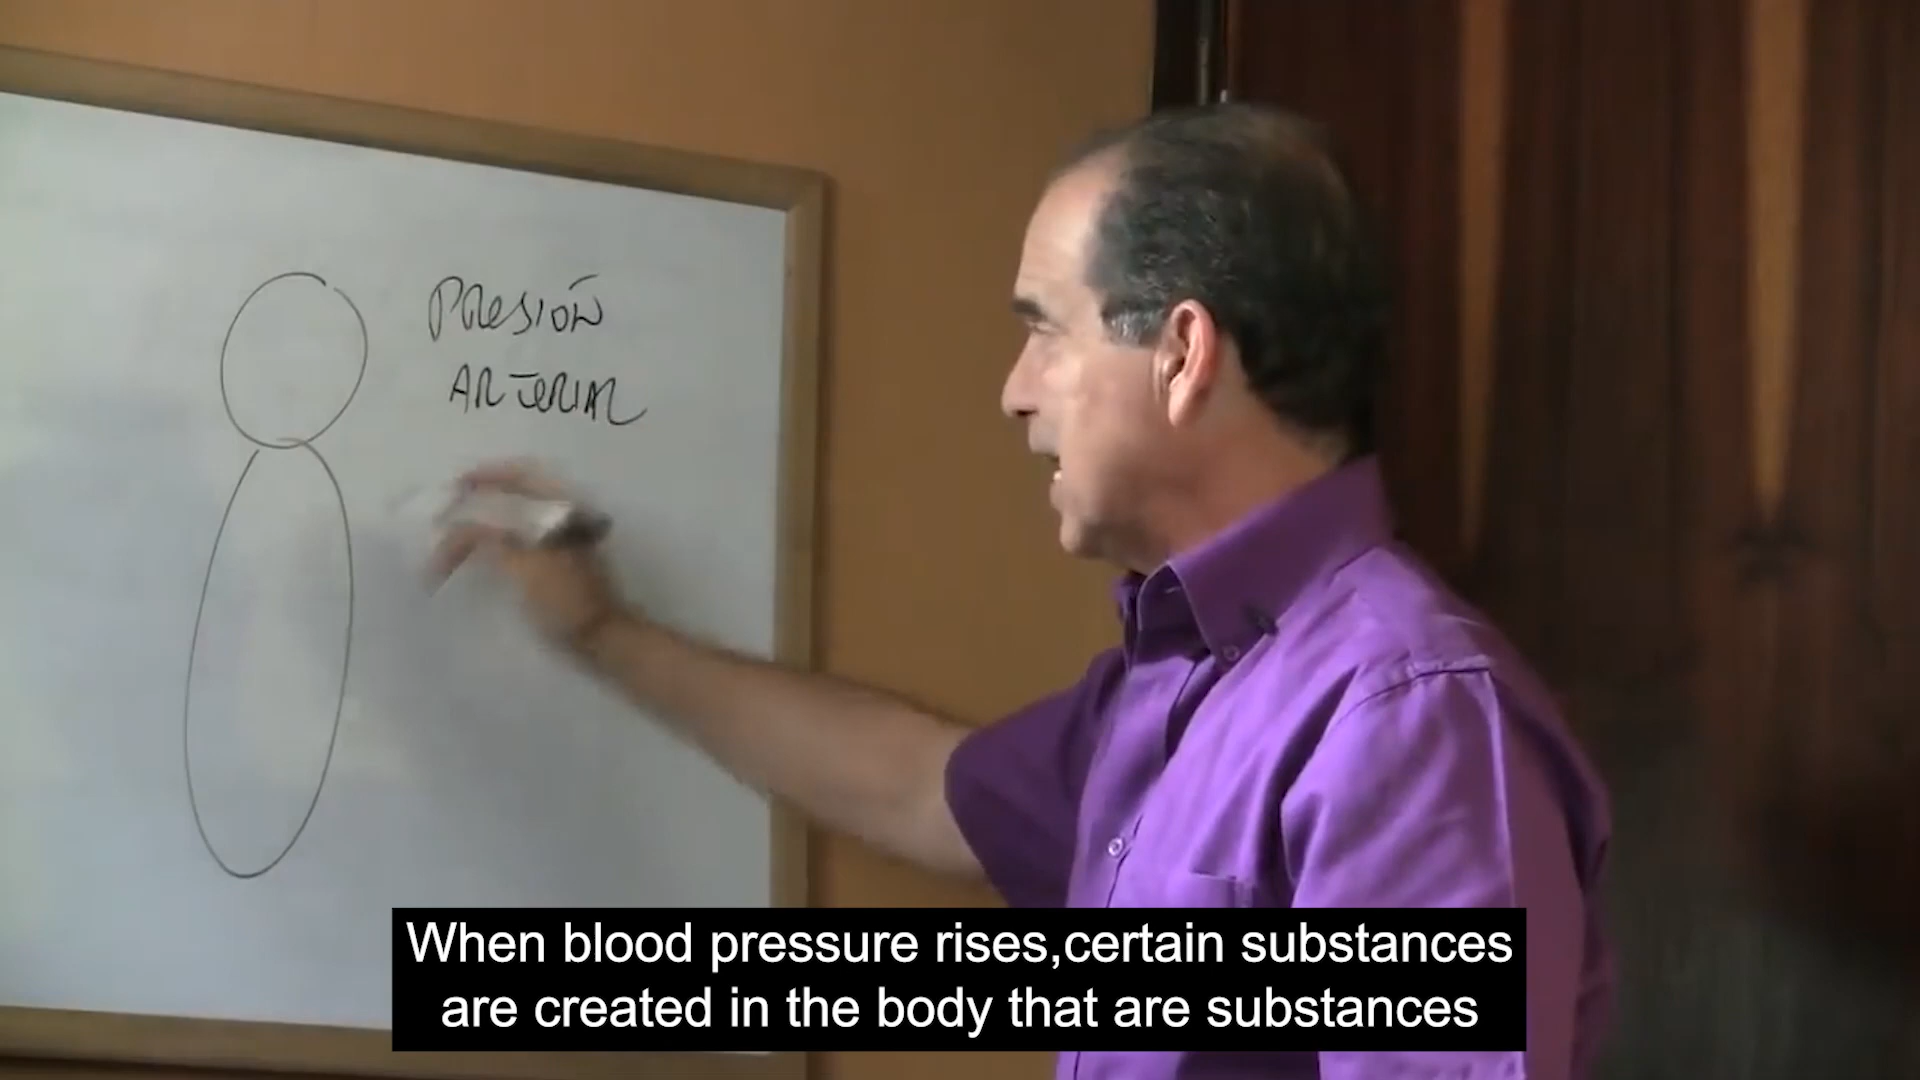 PRESIÓN
ARTERIAL
When blood pressure rises,certain substances
are created in the body that are substances